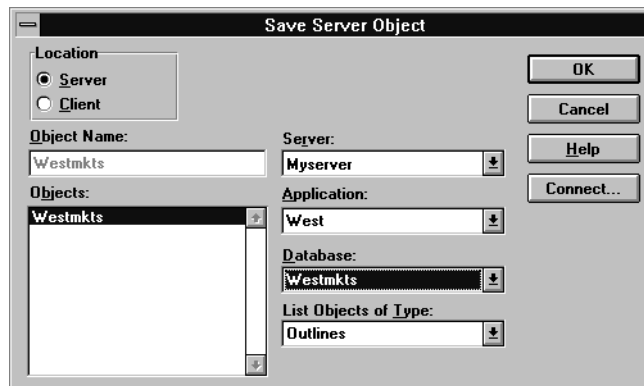 Save Server Object
Location
Server
Client
Object Name:
Westmkts
Objects:
Westmkts
Server:
Myserver
Application:
West
Database:
Westmkts
List Objects of Type:
Outlines
OK
Cancel
Help
Connect...